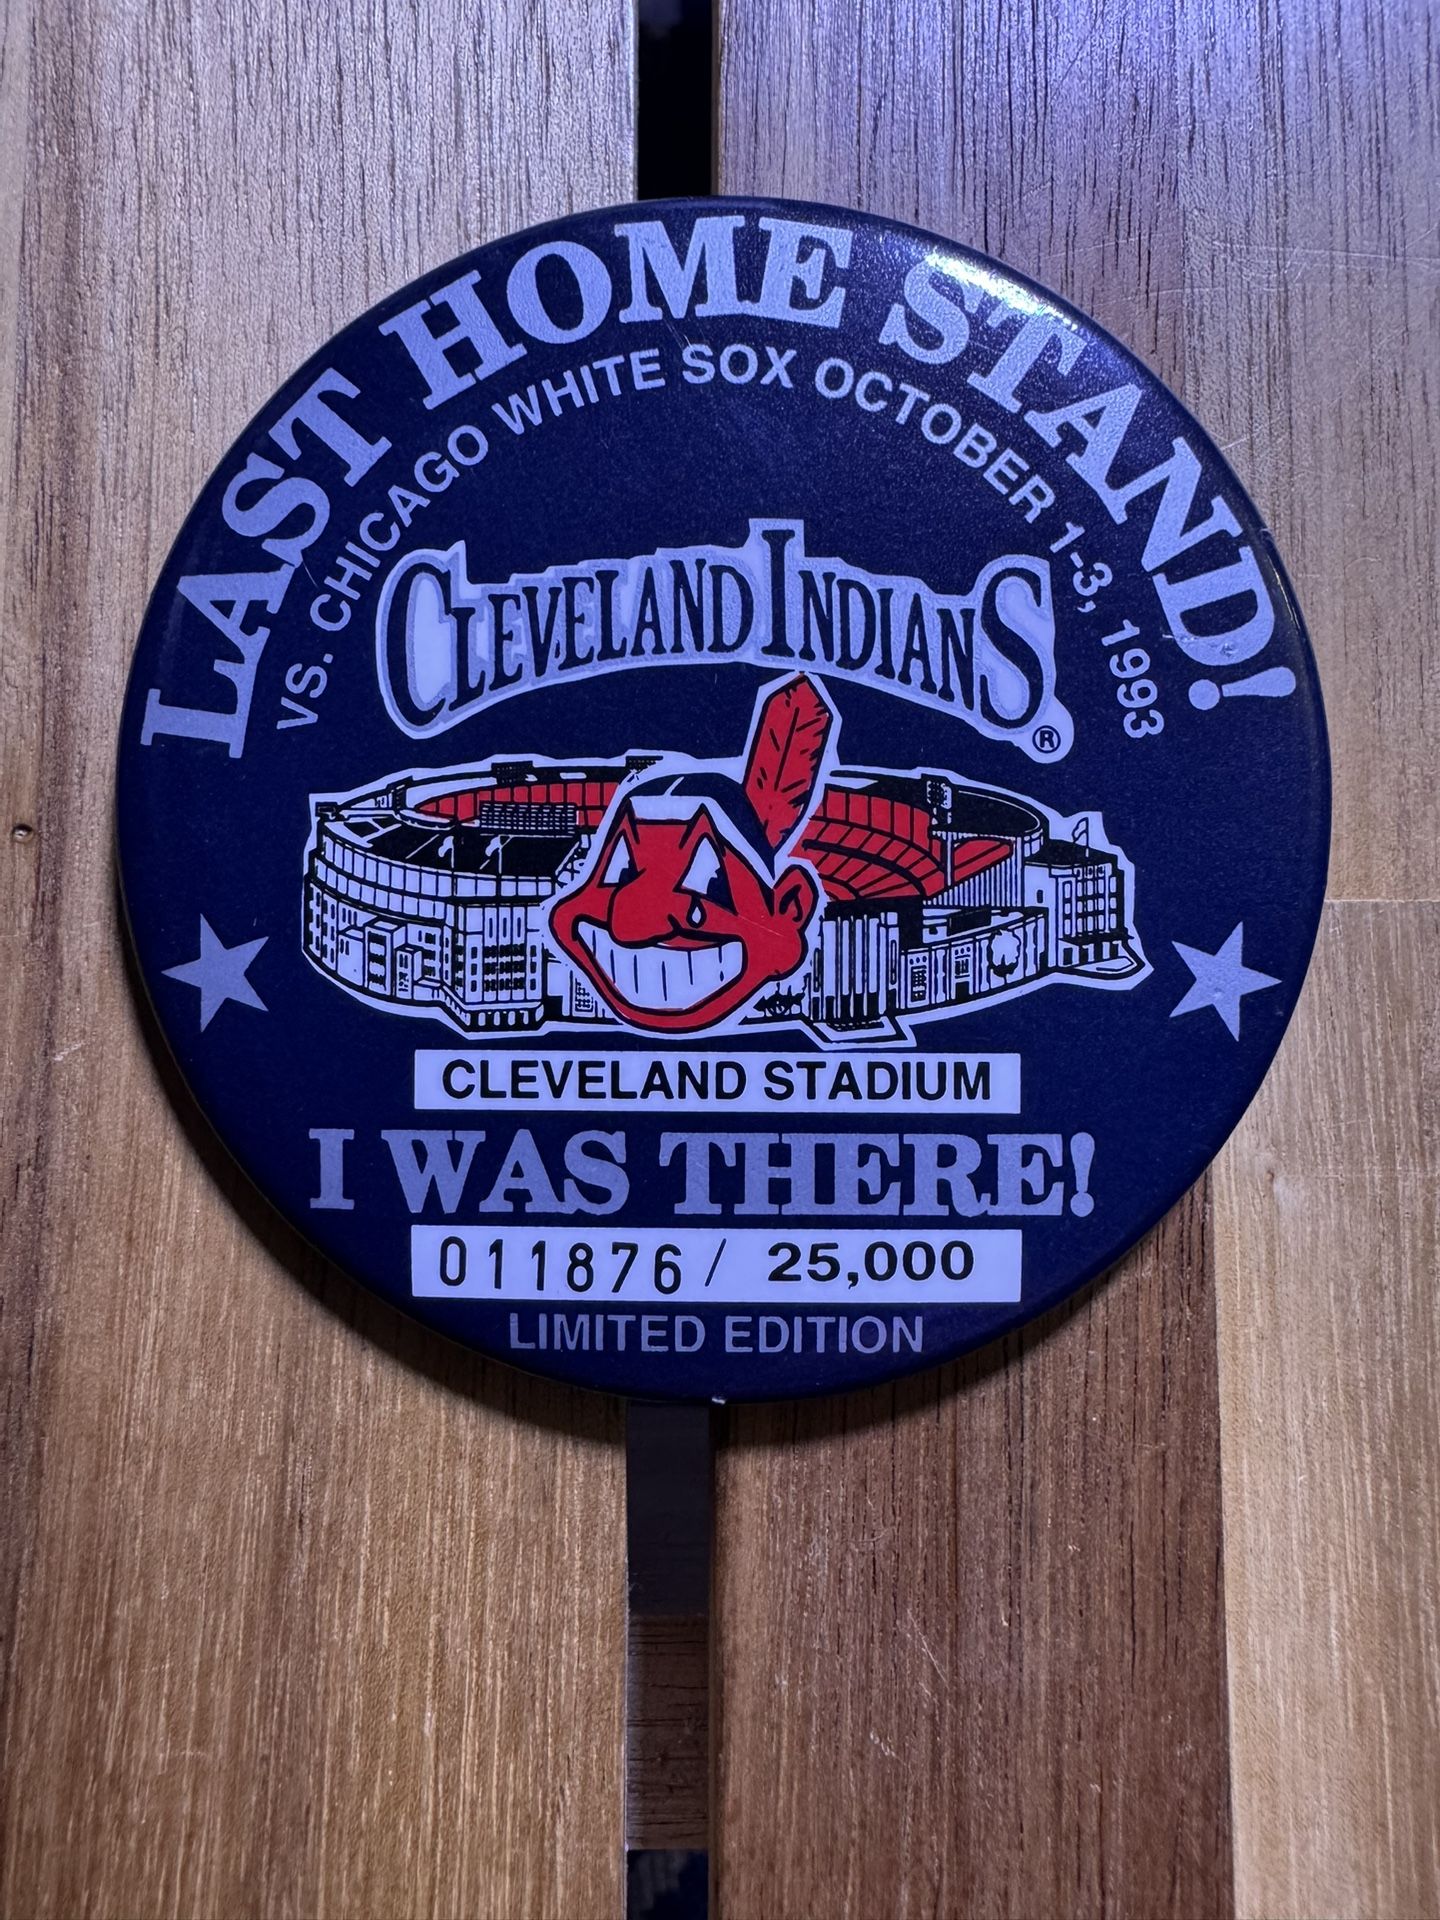 LAST HOME STAND!
VS. CHICAGO WHITE SOX OCTOBER 1-3, 1993
CLEVELAND INDIANS ®
CLEVELAND STADIUM
I WAS THERE!
011876 / 25,000
LIMITED EDITION